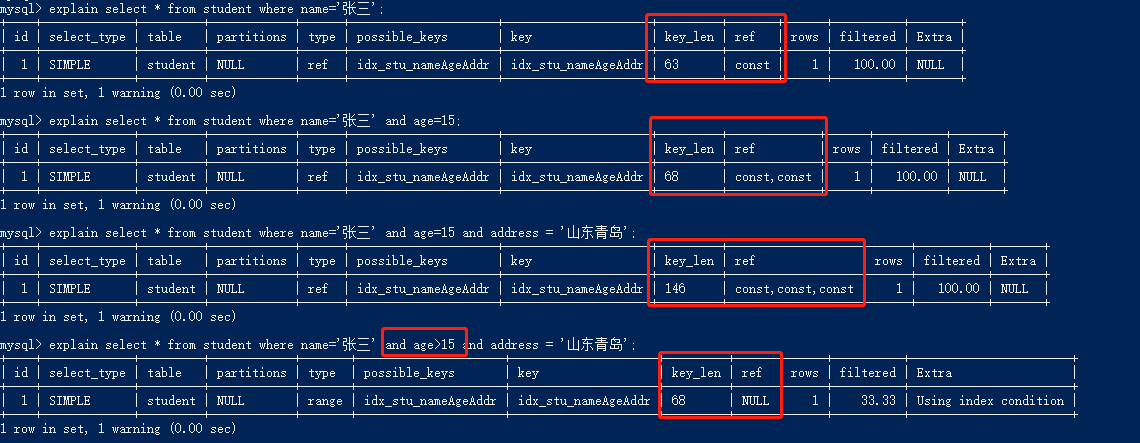 mysql> explain select * from student where name='张三';
| id | select_type | table | partitions | type | possible_keys | key | key_len | ref | rows | filtered | Extra |
| 1 | SIMPLE | student | NULL | ref | idx_stu_nameAgeAddr | idx_stu_nameAgeAddr | 63 | const | 1 | 100.00 | NULL |
1 row in set, 1 warning (0.00 sec)
mysql> explain select * from student where name='张三' and age=15;
| id | select_type | table | partitions | type | possible_keys | key | key_len | ref | rows | filtered | Extra |
| 1 | SIMPLE | student | NULL | ref | idx_stu_nameAgeAddr | idx_stu_nameAgeAddr | 68 | const,const | 1 | 100.00 | NULL |
1 row in set, 1 warning (0.00 sec)
mysql> explain select * from student where name='张三' and age=15 and address = '山东青岛';
| id | select_type | table | partitions | type | possible_keys | key | key_len | ref | rows | filtered | Extra |
| 1 | SIMPLE | student | NULL | ref | idx_stu_nameAgeAddr | idx_stu_nameAgeAddr | 146 | const,const,const | 1 | 100.00 | NULL |
1 row in set, 1 warning (0.00 sec)
mysql> explain select * from student where name='张三' and age>15 and address = '山东青岛';
| id | select_type | table | partitions | type | possible_keys | key | key_len | ref | rows | filtered | Extra |
| 1 | SIMPLE | student | NULL | range | idx_stu_nameAgeAddr | idx_stu_nameAgeAddr | 68 | NULL | 1 | 33.33 | Using index condition |
1 row in set, 1 warning (0.00 sec)